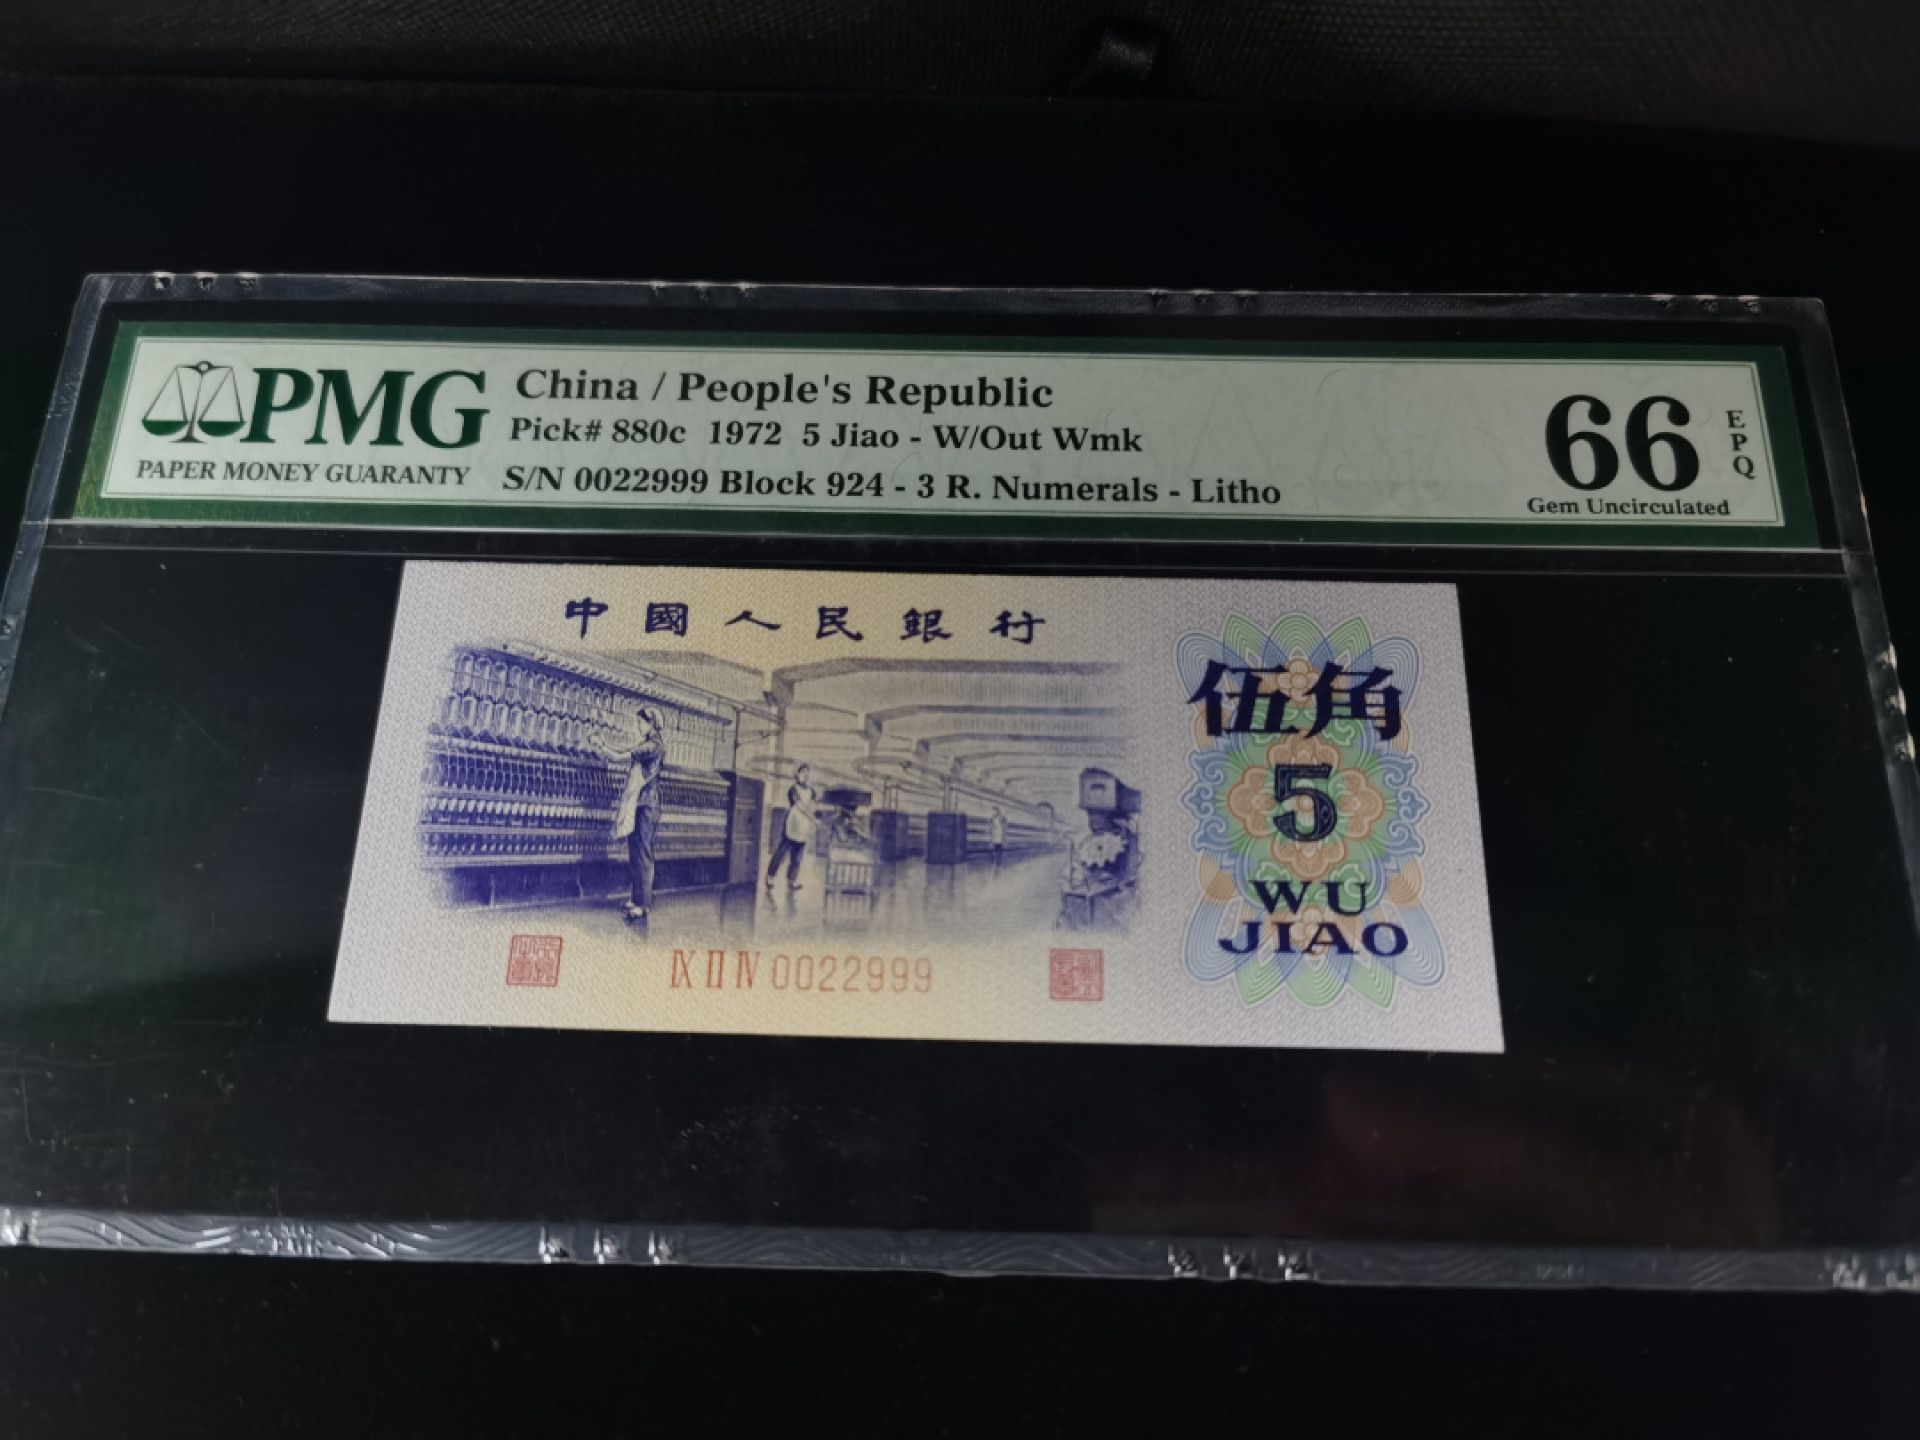 PMG
PAPER MONEY GUARANTY
China / People's Republic
Pick# 880c 1972 5 Jiao - W/Out Wmk
S/N 0022999 Block 924 - 3 R. Numerals - Litho
66
EPQ
Gem Uncirculated
中國人民銀行
伍角
5
WU
JIAO
IX II IV 0022999